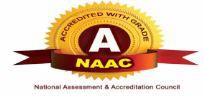 ACCREDITED WITH GRADE
A
NAAC
National Assessment & Accreditation Council